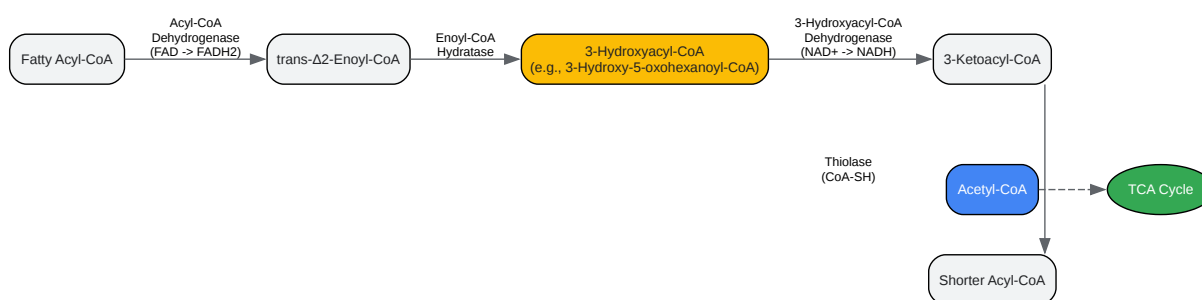 Acyl-CoA
Dehydrogenase
(FAD -> FADH2)
Enoyl-CoA
Hydratase
3-Hydroxyacyl-CoA
Dehydrogenase
(NAD+ -> NADH)
Fatty Acyl-CoA
trans-Δ2-Enoyl-CoA
3-Hydroxyacyl-CoA
(e.g., 3-Hydroxy-5-oxohexanoyl-CoA)
3-Ketoacyl-CoA
Thiolase
(CoA-SH)
Acetyl-CoA
TCA Cycle
Shorter Acyl-CoA